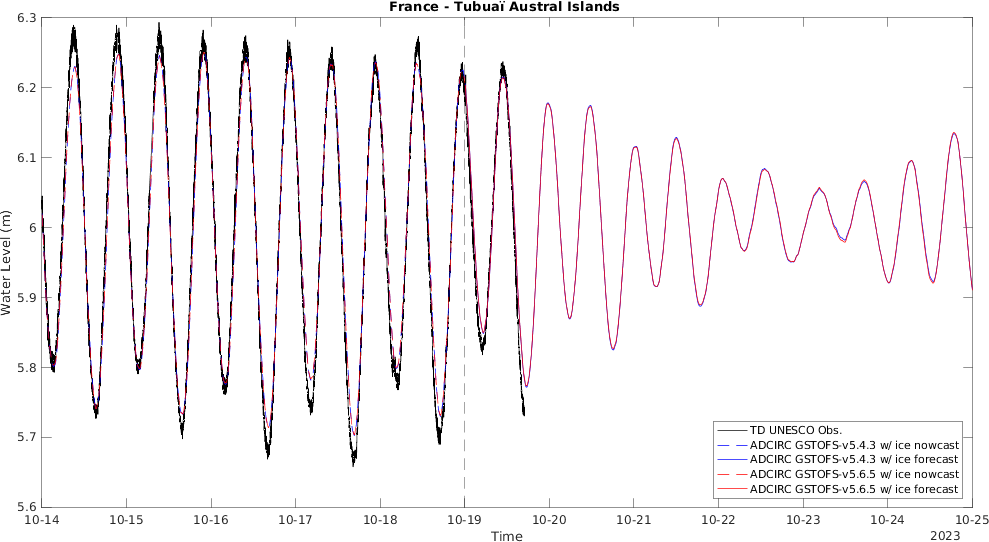 France - Tubuaï Austral Islands
6.3
6.2
6.1
6
5.9
5.8
5.7
5.6
Water Level (m)
TD UNESCO Obs.
ADCIRC GSTOFS-v5.4.3 w/ ice nowcast
ADCIRC GSTOFS-v5.4.3 w/ ice forecast
ADCIRC GSTOFS-v5.6.5 w/ ice nowcast
ADCIRC GSTOFS-v5.6.5 w/ ice forecast
10-14 10-15 10-16 10-17 10-18 10-19 10-20 10-21 10-22 10-23 10-24 10-25
Time
2023